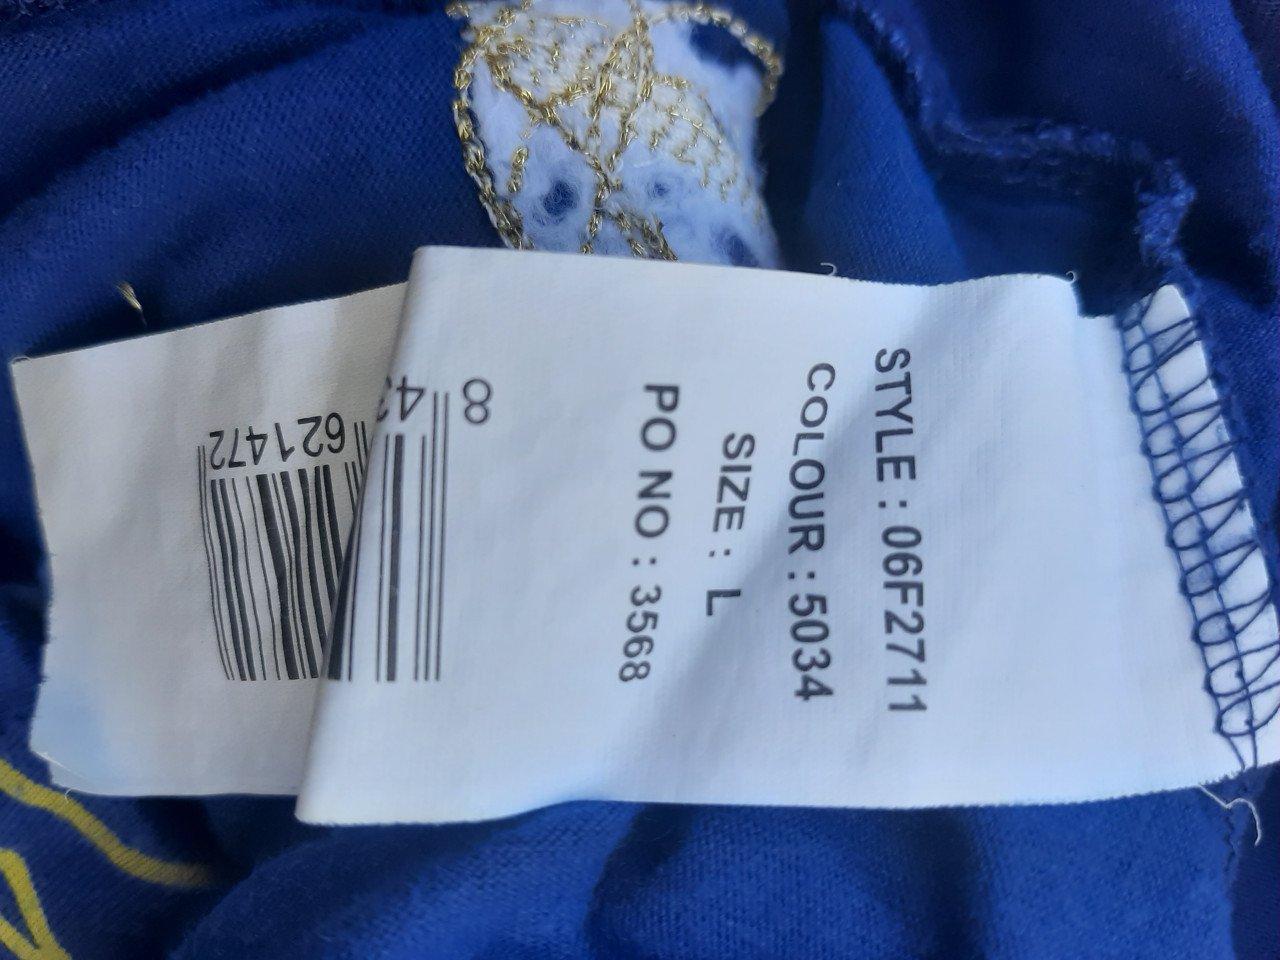 STYLE : 06F2711
COLOUR : 5034
SIZE : L
PO NO : 3568
8
621472